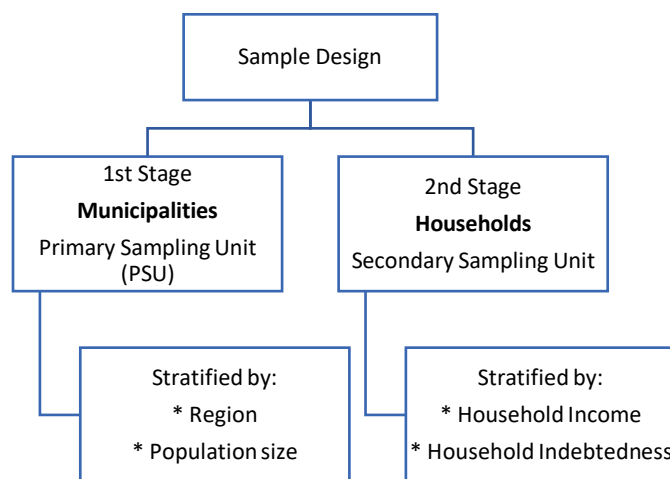 Sample Design
1st Stage
Municipalities
Primary Sampling Unit
(PSU)
2nd Stage
Households
Secondary Sampling Unit
Stratified by:
* Region
* Population size
Stratified by:
* Household Income
* Household Indebtedness